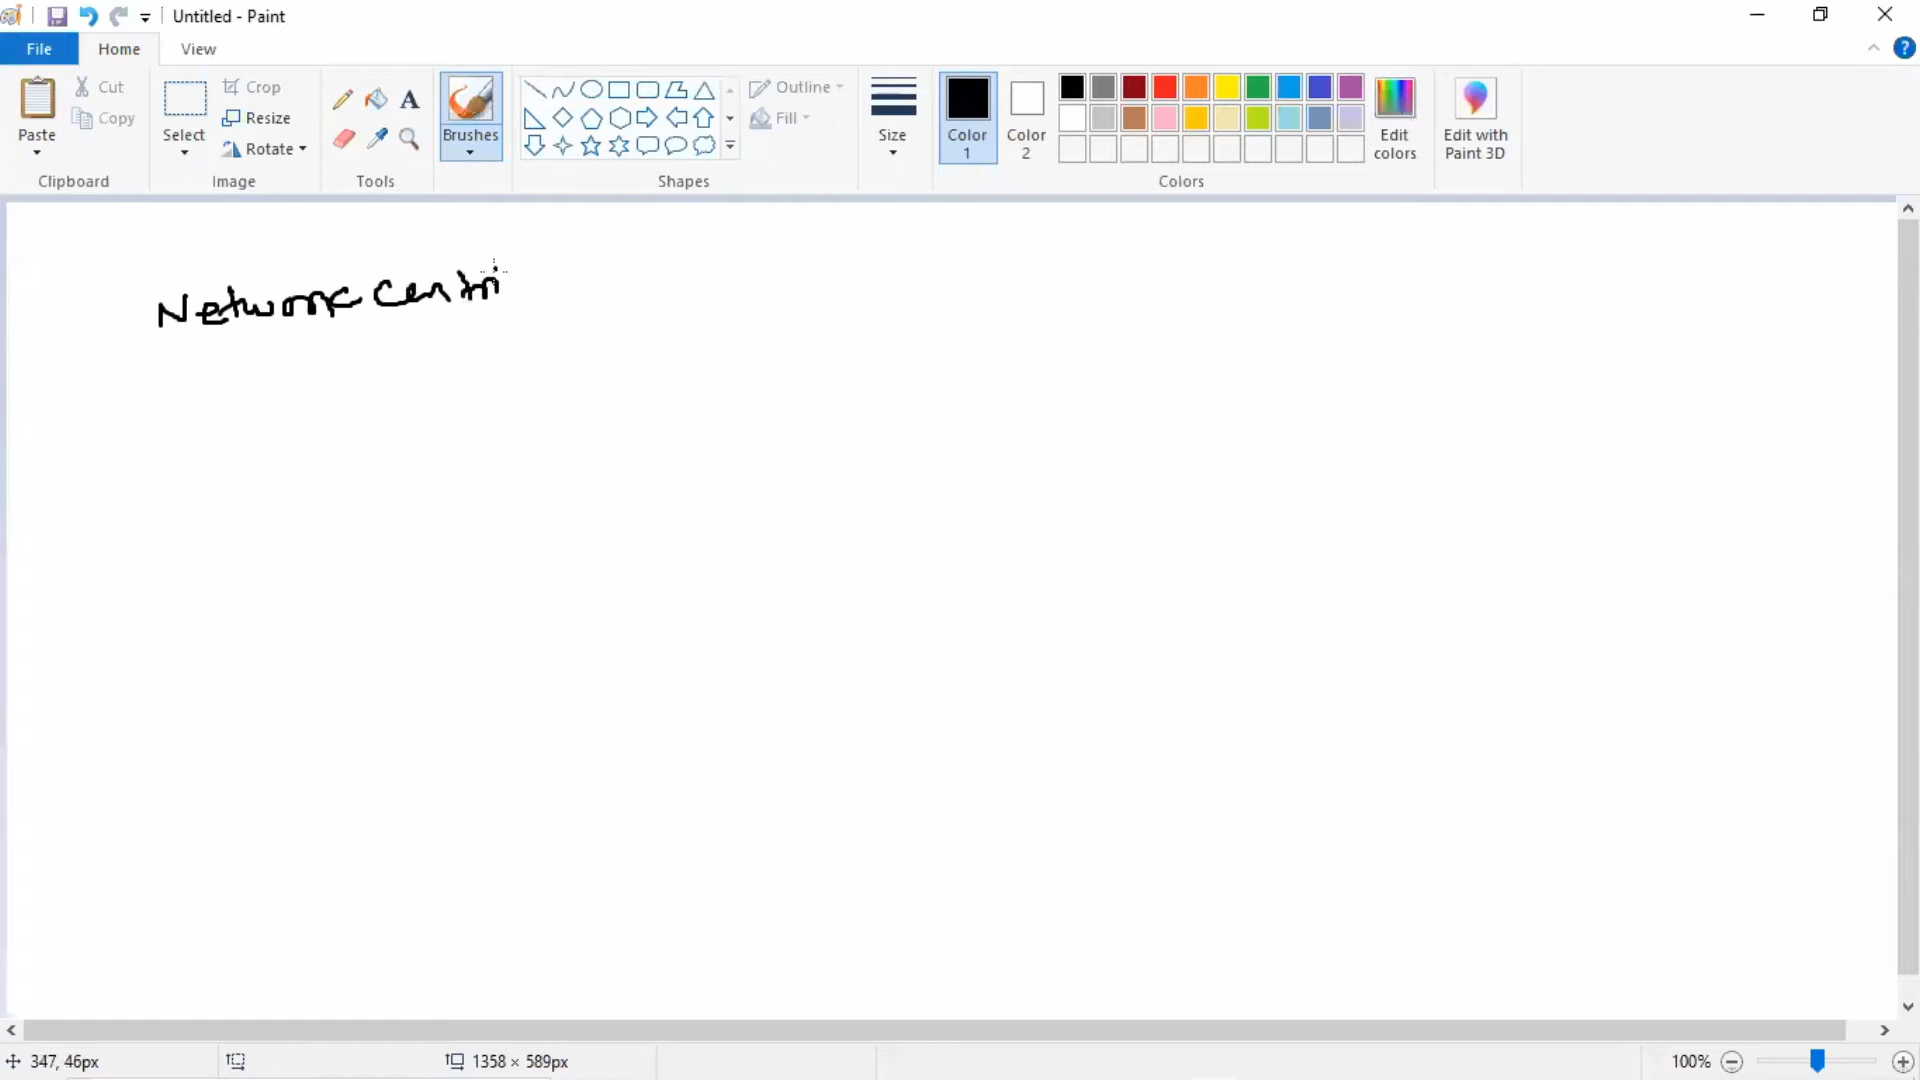 Untitled - Paint
File Home View
Paste Cut Copy Clipboard
Select Crop Resize Rotate Image
A Tools
Brushes
Outline Fill Shapes
Size
Color 1 Color 2
Edit colors Colors
Edit with Paint 3D
Network Centri
347, 46px 1358 × 589px 100%